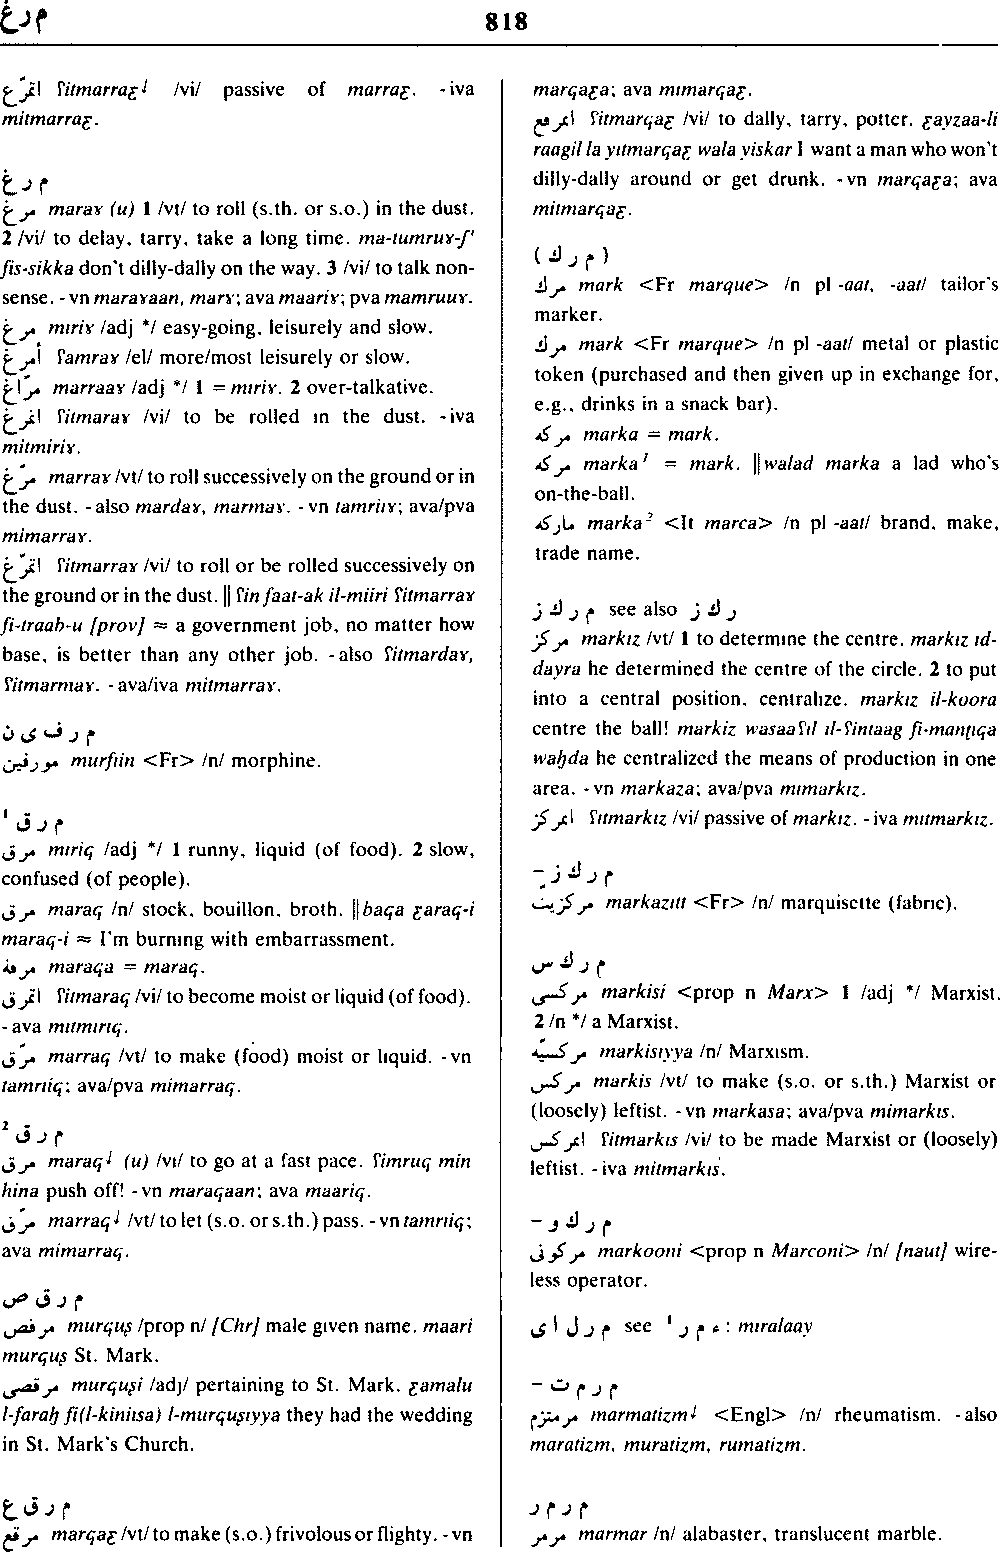 م ر غ
818
اتمرّع ʕitmarraƹ↓ /vi/ passive of marraƹ. -iva
mitmarraƹ.
م ر غ
مرغ maraɣ (u) 1 /vt/ to roll (s.th. or s.o.) in the dust.
2 /vi/ to delay, tarry, take a long time. ma-tumruɣ-ʃ
fis-sikka don't dilly-dally on the way. 3 /vi/ to talk non-
sense. -vn maraɣaan, marɣ; ava maariɣ; pva mamruuɣ.
مرغ miriɣ /adj */ easy-going, leisurely and slow.
أمرغ ʕamraɣ /el/ more/most leisurely or slow.
مرّاغ marraaɣ /adj */ 1 = miriɣ. 2 over-talkative.
اتمرغ ʕitmaraɣ /vi/ to be rolled in the dust. -iva
mitmiriɣ.
مرّغ marraɣ /vt/ to roll successively on the ground or in
the dust. -also mardaɣ, marmaɣ. -vn tamriiɣ; ava/pva
mimarraɣ.
اتمرّغ ʕitmarraɣ /vi/ to roll or be rolled successively on
the ground or in the dust. || ʕin faat-ak il-miiri ʕitmarraɣ
fi-traab-u [prov] ≈ a government job, no matter how
base, is better than any other job. -also ʕitmardaɣ,
ʕitmarmaɣ. -ava/iva mitmarraɣ.
م ر ف ى ن
مورفين murfiin <Fr> /n/ morphine.
م ر ق ¹
مرق miriq /adj */ 1 runny, liquid (of food). 2 slow,
confused (of people).
مرق maraq /n/ stock, bouillon, broth. ||baqa ƹaraq-i
maraq-i ≈ I'm burning with embarrassment.
مرقة maraqa = maraq.
اتمرق ʕitmaraq /vi/ to become moist or liquid (of food).
-ava mitmiriq.
مرّق marraq /vt/ to make (food) moist or liquid. -vn
tamriiq; ava/pva mimarraq.
م ر ق ²
مرق maraq↓ (u) /vi/ to go at a fast pace. ʕimruq min
hina push off! -vn maraqaan; ava maariq.
مرّق marraq↓ /vt/ to let (s.o. or s.th.) pass. -vn tamriiq;
ava mimarraq.
م ر ق ص
مرقص murquṣ /prop n/ [Chr] male given name. maari
murquṣ St. Mark.
مرقصى murquṣi /adj/ pertaining to St. Mark. ƹamalu
l-faraḥ fi(l-kiniisa) l-murquṣiyya they had the wedding
in St. Mark's Church.
م ر ق ع
مرقع marqaƹ /vt/ to make (s.o.) frivolous or flighty. -vn
marqaƹa; ava mimarqaƹ.
اتمرقع ʕitmarqaƹ /vi/ to dally, tarry, potter. ƹayzaa-li
raagil la yitmarqaƹ wala yiskar I want a man who won't
dilly-dally around or get drunk. -vn marqaƹa; ava
mitmarqaƹ.
(م ر ك)
مرك mark <Fr marque> /n pl -aat, -aat/ tailor's
marker.
مرك mark <Fr marque> /n pl -aat/ metal or plastic
token (purchased and then given up in exchange for,
e.g., drinks in a snack bar).
مركه marka = mark.
مركه marka¹ = mark. ||walad marka a lad who's
on-the-ball.
ماركه marka² <It marca> /n pl -aat/ brand, make,
trade name.
م ر ك ز see also ر ك ز
مركز markiz /vt/ 1 to determine the centre. markiz id-
dayra he determined the centre of the circle. 2 to put
into a central position, centralize. markiz il-koora
centre the ball! markiz wasaaʕil il-ʕintaag fi-manṭiqa
waḥda he centralized the means of production in one
area. -vn markaza; ava/pva mimarkiz.
اتمركز ʕitmarkiz /vi/ passive of markiz. -iva mitmarkiz.
م ر ك ز ‎-
مركزيت markazitt <Fr> /n/ marquisette (fabric).
م ر ك س
مركسى markisi <prop n Marx> 1 /adj */ Marxist.
2 /n */ a Marxist.
مركسيّه markisiyya /n/ Marxism.
مركس markis /vt/ to make (s.o. or s.th.) Marxist or
(loosely) leftist. -vn markasa; ava/pva mimarkis.
اتمركس ʕitmarkis /vi/ to be made Marxist or (loosely)
leftist. -iva mitmarkis.
م ر ك و -
مركونى markooni <prop n Marconi> /n/ [naut] wire-
less operator.
م ر ل ا ى see ء م ر ¹: miralaay
م ر م ت -
مرمتزم marmatizm↓ <Engl> /n/ rheumatism. -also
maratizm, muratizm, rumatizm.
م ر م ر
مرمر marmar /n/ alabaster, translucent marble.